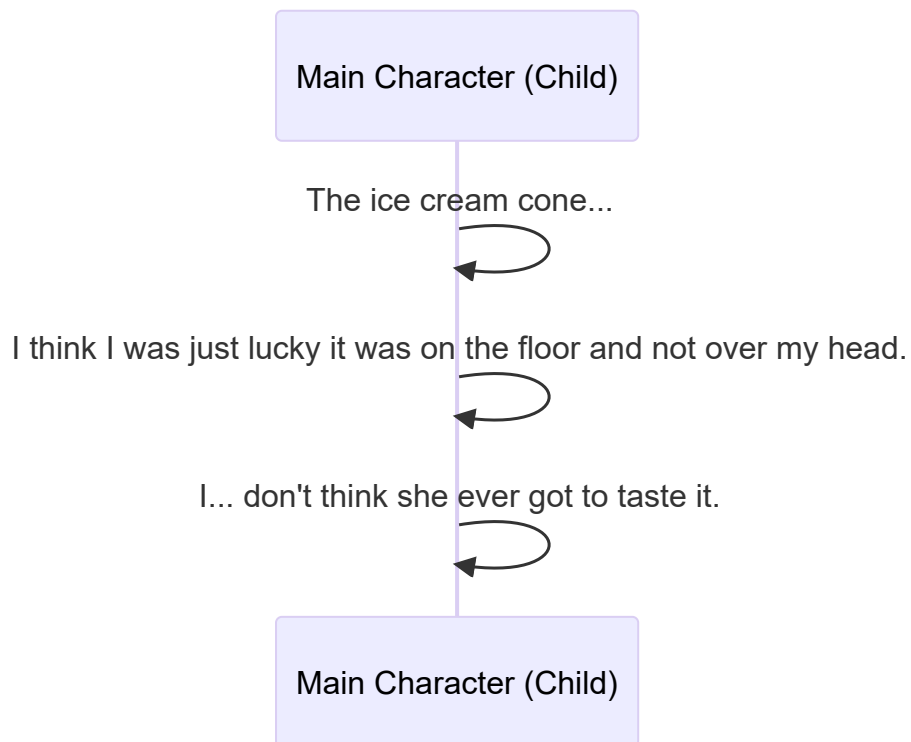 Main Character (Child)
The ice cream cone...
I think I was just lucky it was on the floor and not over my head.
I... don't think she ever got to taste it.
Main Character (Child)